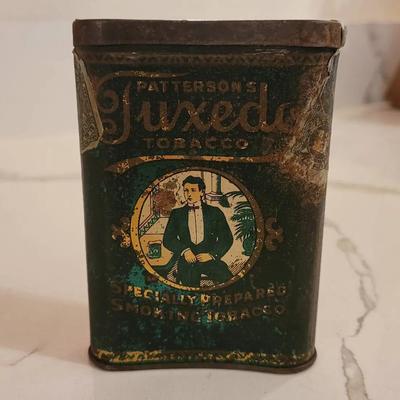 PATTERSON'S
Tuxedo
TOBACCO
SPECIALLY PREPARED
SMOKING TOBACCO